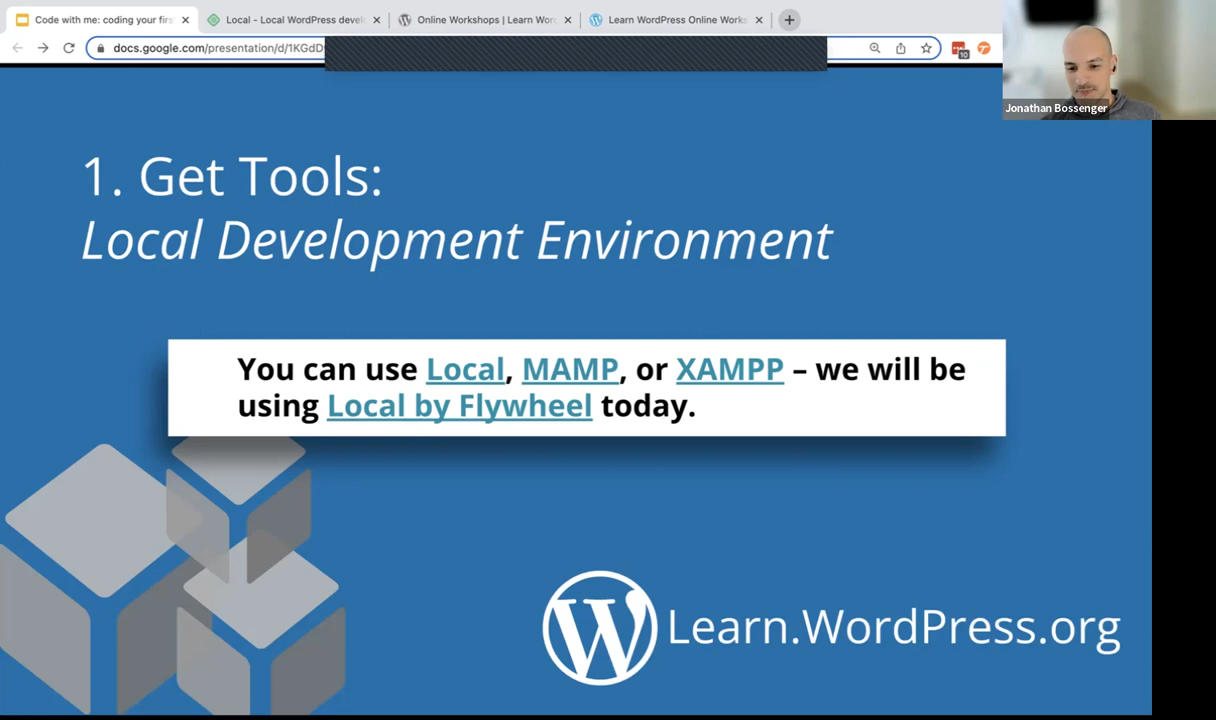 Code with me: coding your firs
Local - Local WordPress devel
Online Workshops | Learn Wor
Learn WordPress Online Works
docs.google.com/presentation/d/1KGdD
10
Jonathan Bossenger
1. Get Tools:
Local Development Environment
You can use Local, MAMP, or XAMPP – we will be
using Local by Flywheel today.
Learn.WordPress.org